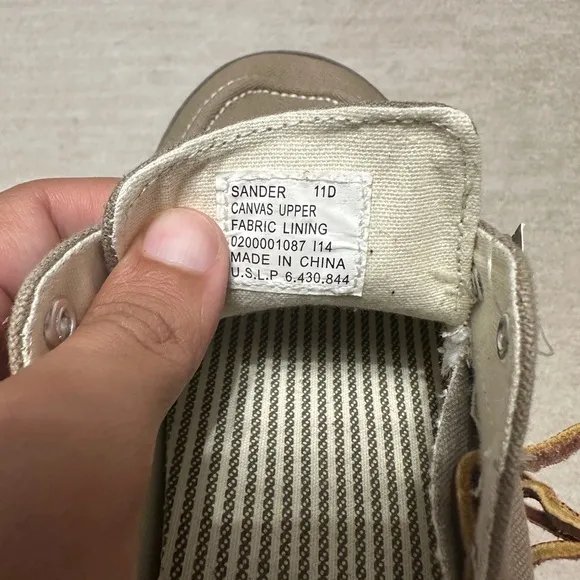 SANDER 11D
CANVAS UPPER
FABRIC LINING
0200001087 I14
MADE IN CHINA
U.S.L.P 6.430.844